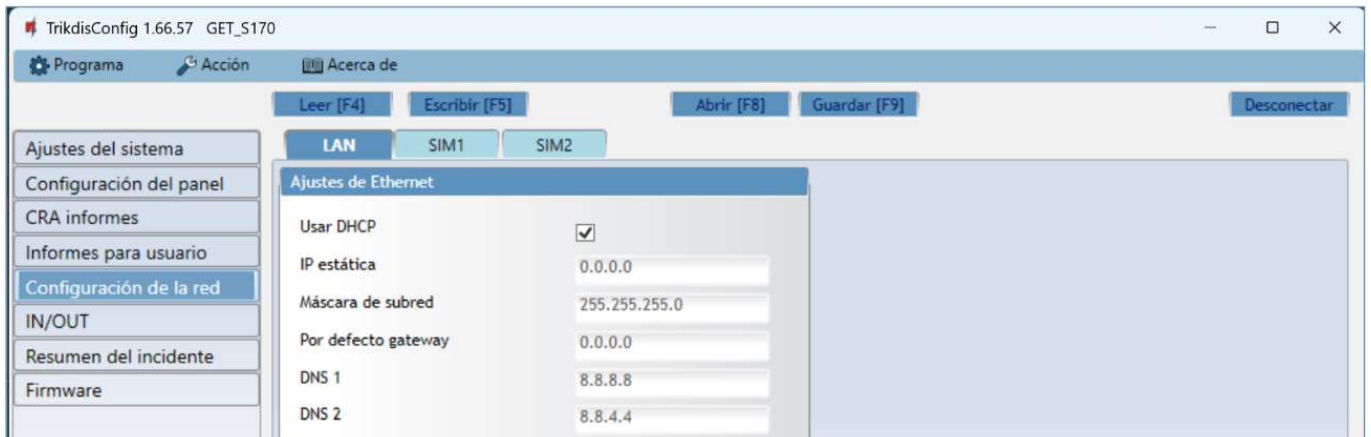 TrikdisConfig 1.66.57 GET_S170
Programa Acción Acerca de
Leer [F4] Escribir [F5] Abrir [F8] Guardar [F9] Desconectar
Ajustes del sistema
Configuración del panel
CRA informes
Informes para usuario
Configuración de la red
IN/OUT
Resumen del incidente
Firmware
LAN SIM1 SIM2
Ajustes de Ethernet
Usar DHCP
IP estática 0.0.0.0
Máscara de subred 255.255.255.0
Por defecto gateway 0.0.0.0
DNS 1 8.8.8.8
DNS 2 8.8.4.4